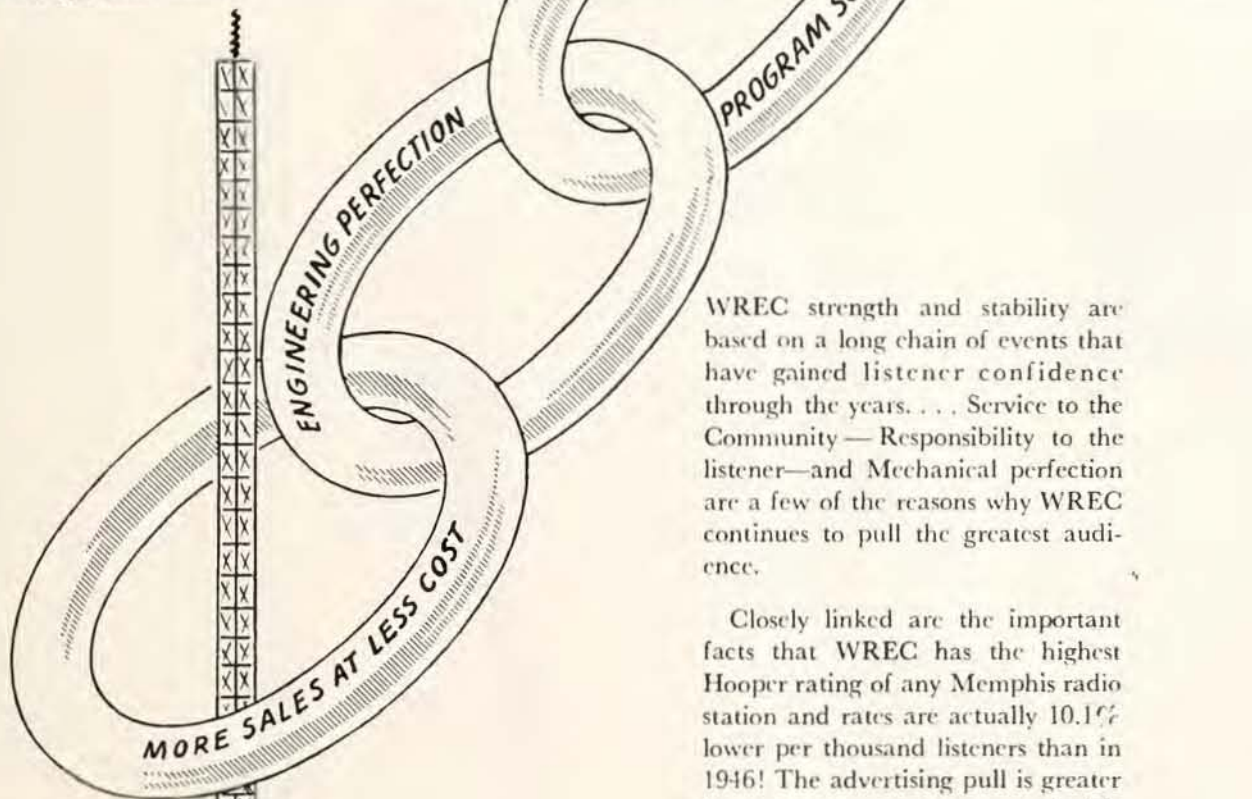 PROGRAM
ENGINEERING PERFECTION
MORE SALES AT LESS COST
WREC strength and stability are
based on a long chain of events that
have gained listener confidence
through the years. . . . Service to the
Community — Responsibility to the
listener—and Mechanical perfection
are a few of the reasons why WREC
continues to pull the greatest audi-
ence.
Closely linked are the important
facts that WREC has the highest
Hooper rating of any Memphis radio
station and rates are actually 10.1%
lower per thousand listeners than in
1946! The advertising pull is greater